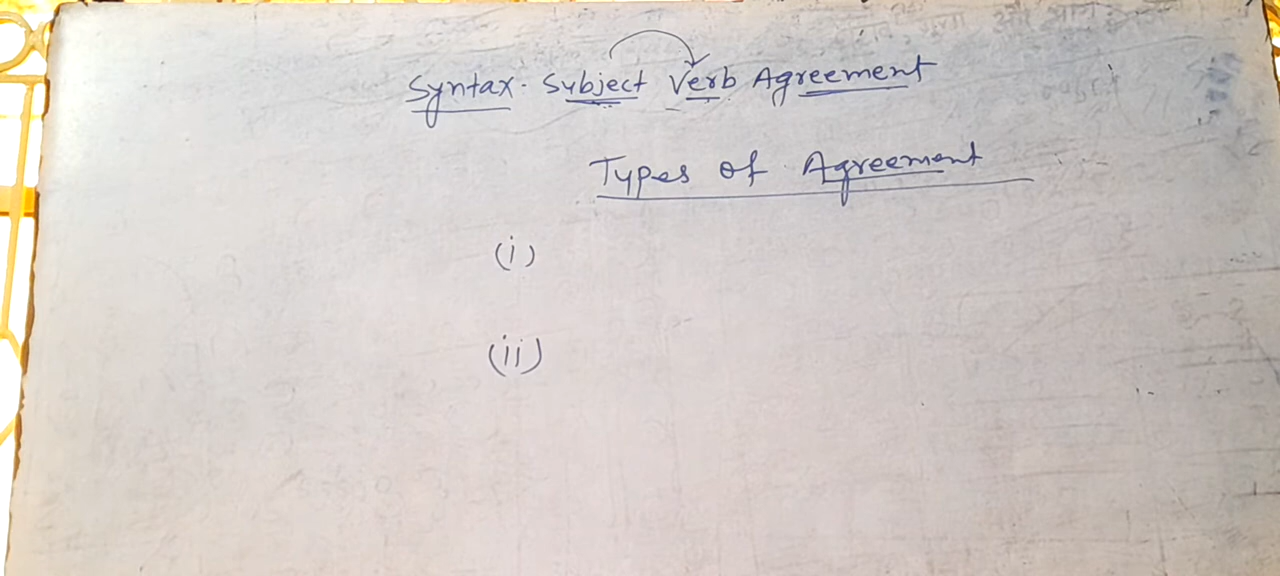 Syntax. Subject Verb Agreement
Types of Agreement
(i)
(ii)